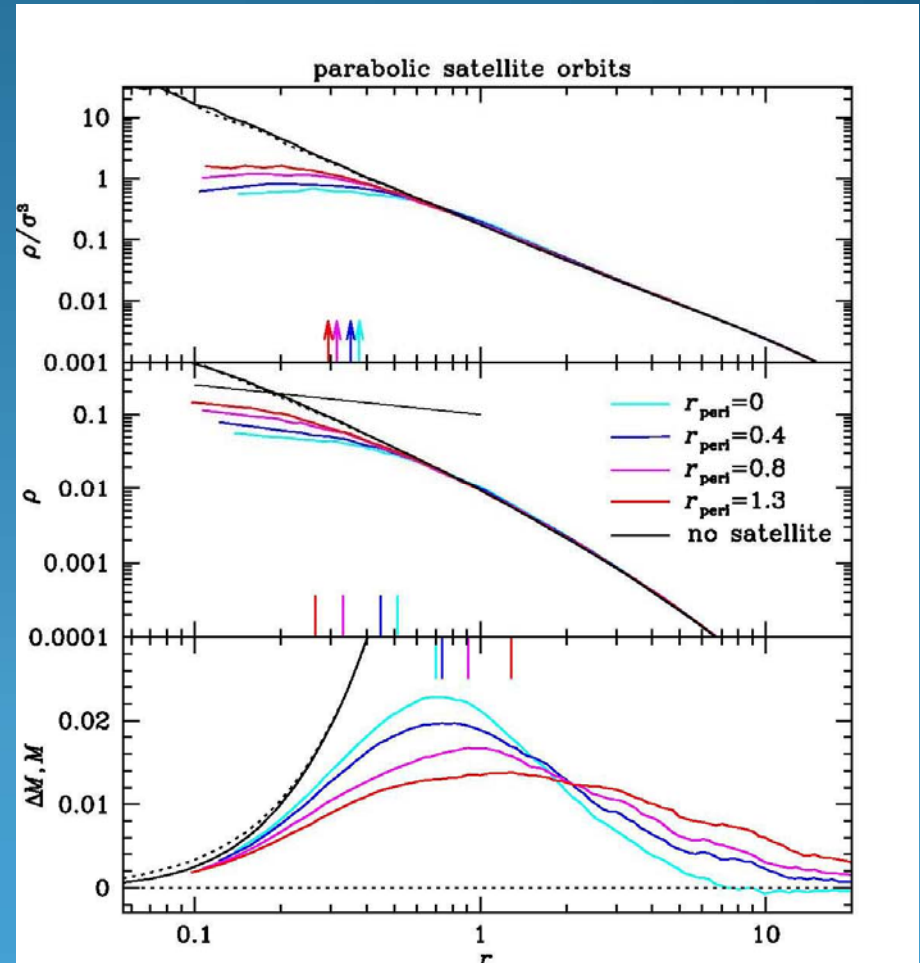 parabolic satellite orbits
10
1
0.1
0.01
0.001
ρ/σ³
0.1
0.01
0.001
0.0001
ρ
r_peri=0
r_peri=0.4
r_peri=0.8
r_peri=1.3
no satellite
0.02
0.01
0
ΔM, M
0.1
1
10
r